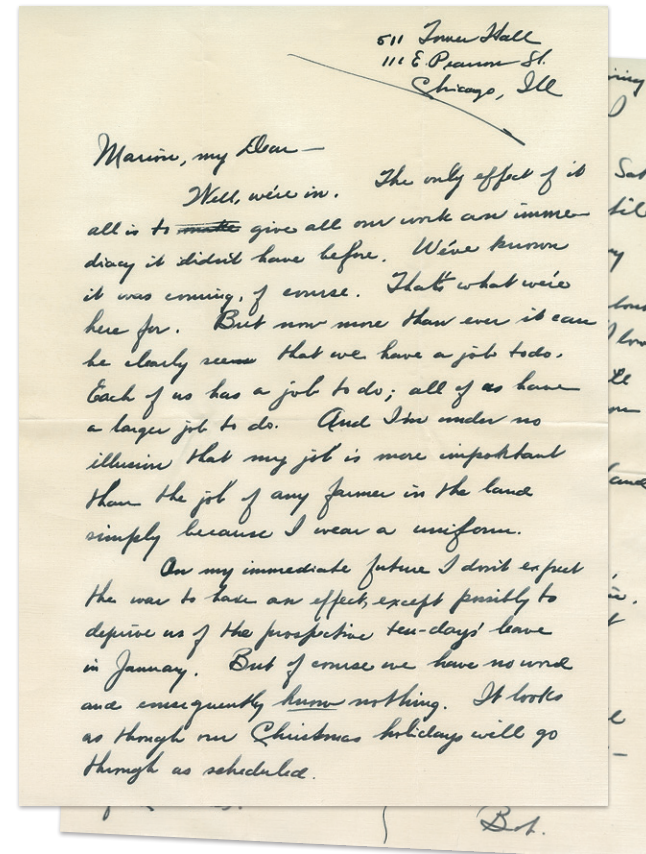 511 Tower Hall
111 E. Pearson St.
Chicago, Ill
Marion, my Dear —
Well, we're in. The only effect of it
all is to make give all our work an imme-
diacy it didn't have before. We've known
it was coming, of course. That's what we're
here for. But now more than ever it can
be clearly seen that we have a job to do.
Each of us has a job to do; all of us have
a larger job to do. And I'm under no
illusion that my job is more important
than the job of any farmer in the land
simply because I wear a uniform.
On my immediate future I don't expect
the war to have an effect, except possibly to
deprive us of the prospective ten-days' leave
in January. But of course we have no word
and consequently know nothing. It looks
as though our Christmas holidays will go
through as scheduled.
Bob.